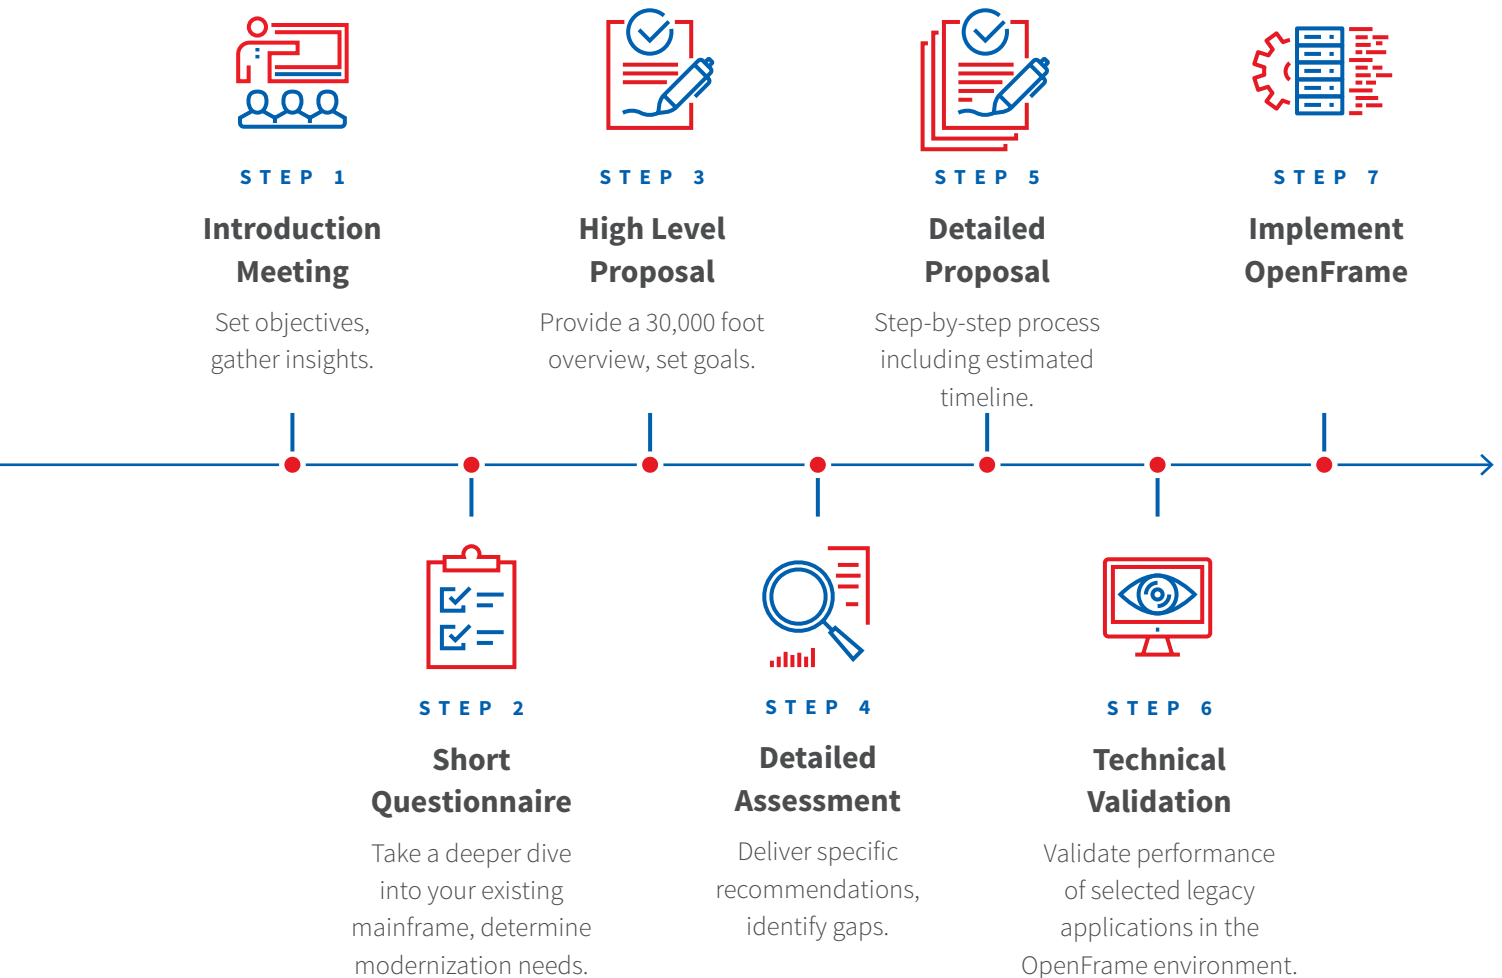 STEP 1
Introduction
Meeting
Set objectives,
gather insights.
STEP 2
Short
Questionnaire
Take a deeper dive
into your existing
mainframe, determine
modernization needs.
STEP 3
High Level
Proposal
Provide a 30,000 foot
overview, set goals.
STEP 4
Detailed
Assessment
Deliver specific
recommendations,
identify gaps.
STEP 5
Detailed
Proposal
Step-by-step process
including estimated
timeline.
STEP 6
Technical
Validation
Validate performance
of selected legacy
applications in the
OpenFrame environment.
STEP 7
Implement
OpenFrame